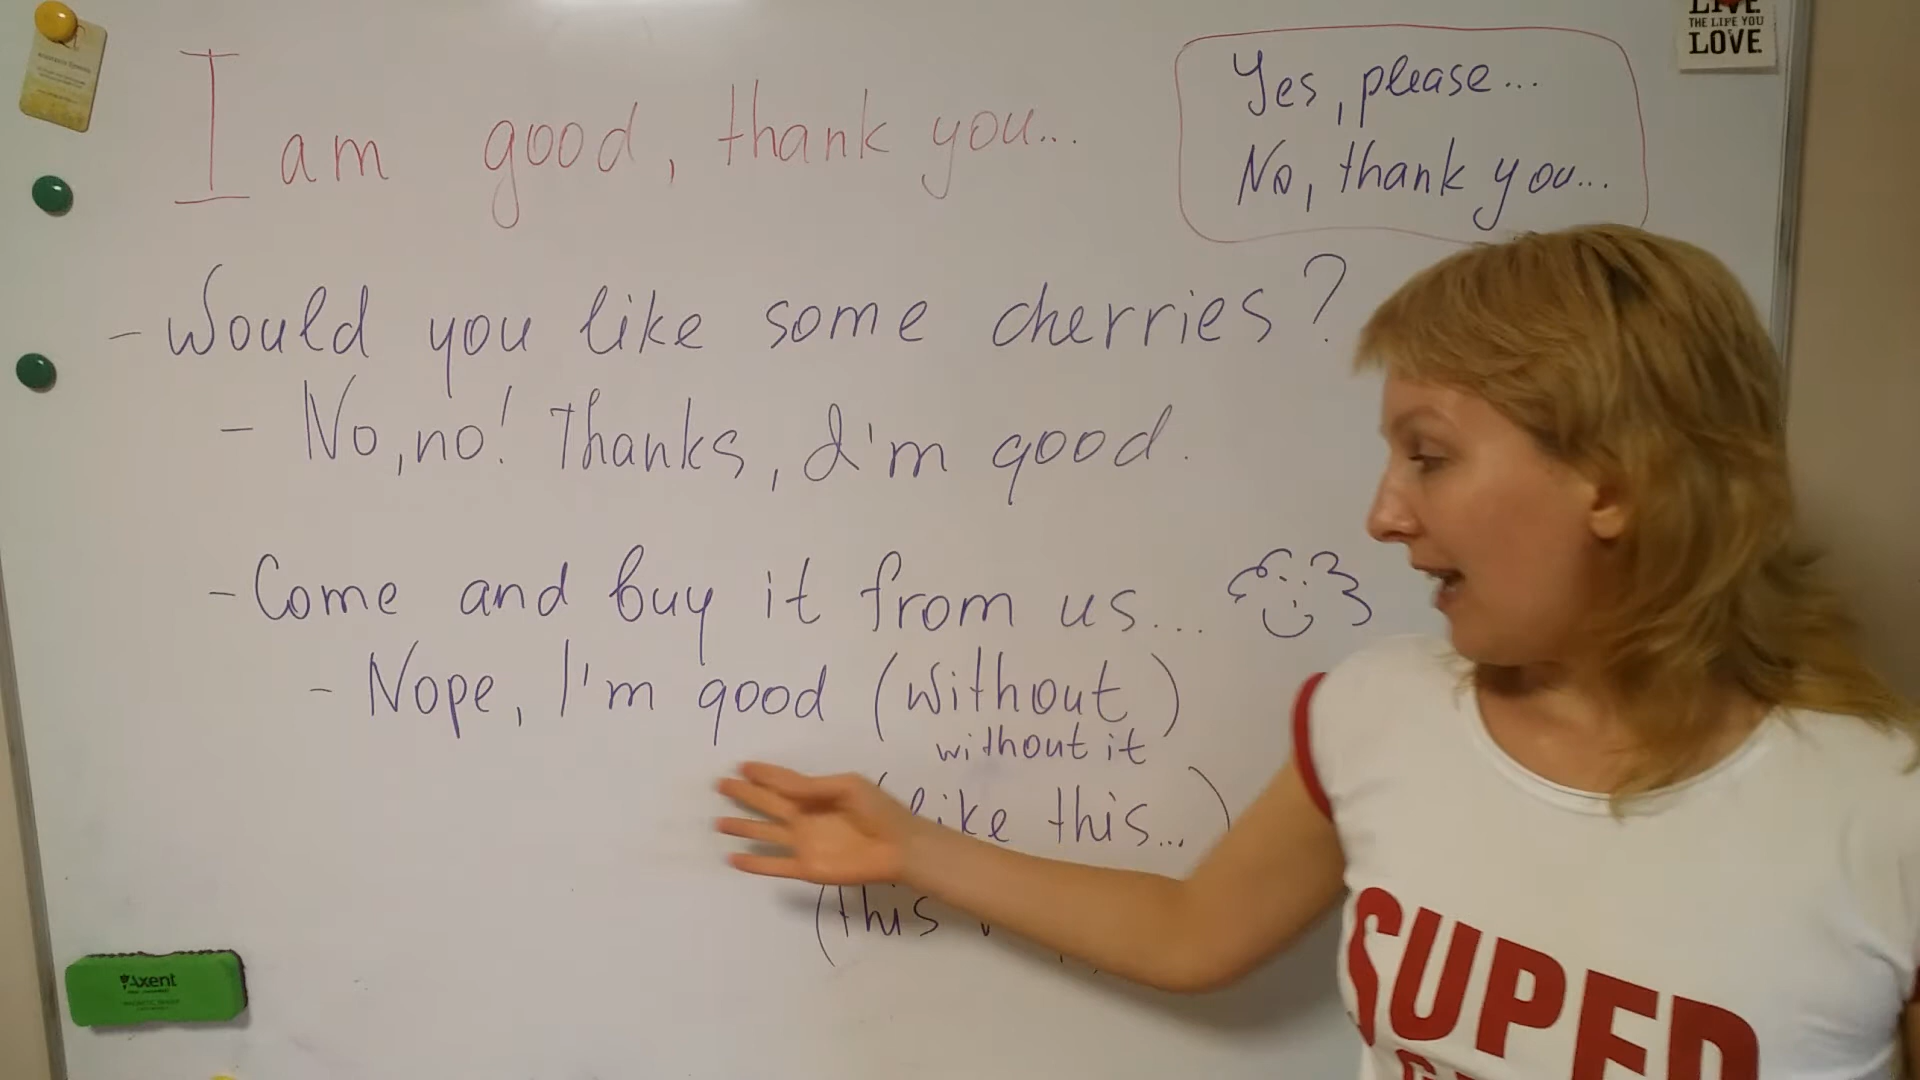 I am good, thank you...
Yes, please...
No, thank you...
LIVE
THE LIFE YOU
LOVE
- Would you like some cherries?
- No, no! Thanks, I'm good.
- Come and buy it from us...
- Nope, I'm good (without)
without it
like this...)
(this
Axent
SUPER